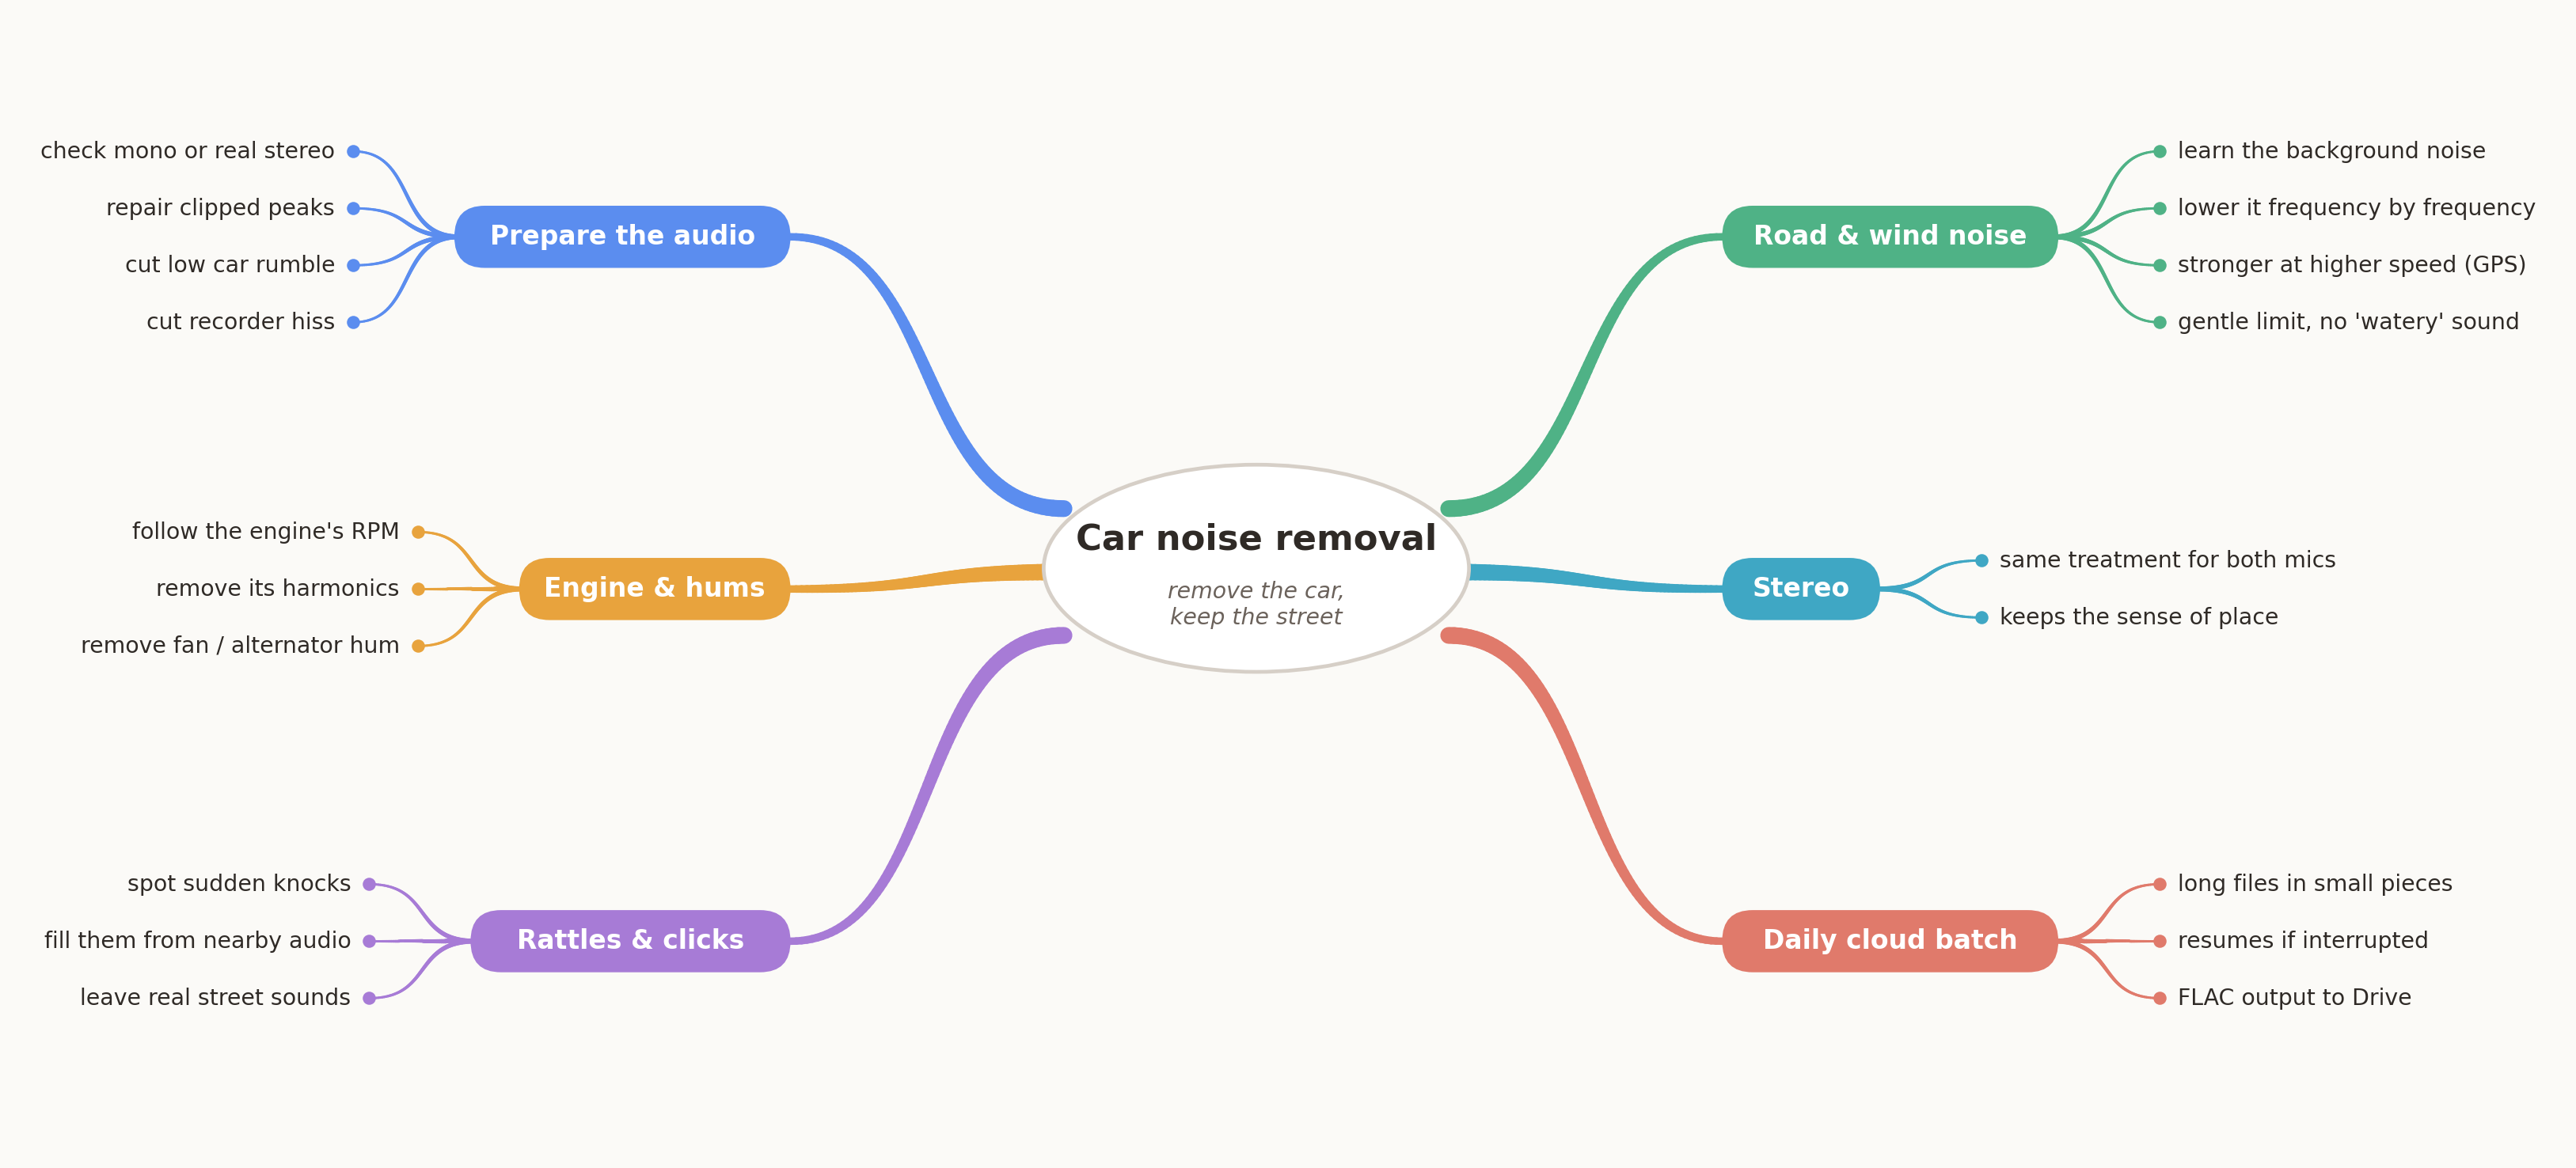 Car noise removal
remove the car,
keep the street
Prepare the audio
check mono or real stereo
repair clipped peaks
cut low car rumble
cut recorder hiss
Engine & hums
follow the engine's RPM
remove its harmonics
remove fan / alternator hum
Rattles & clicks
spot sudden knocks
fill them from nearby audio
leave real street sounds
Road & wind noise
learn the background noise
lower it frequency by frequency
stronger at higher speed (GPS)
gentle limit, no 'watery' sound
Stereo
same treatment for both mics
keeps the sense of place
Daily cloud batch
long files in small pieces
resumes if interrupted
FLAC output to Drive